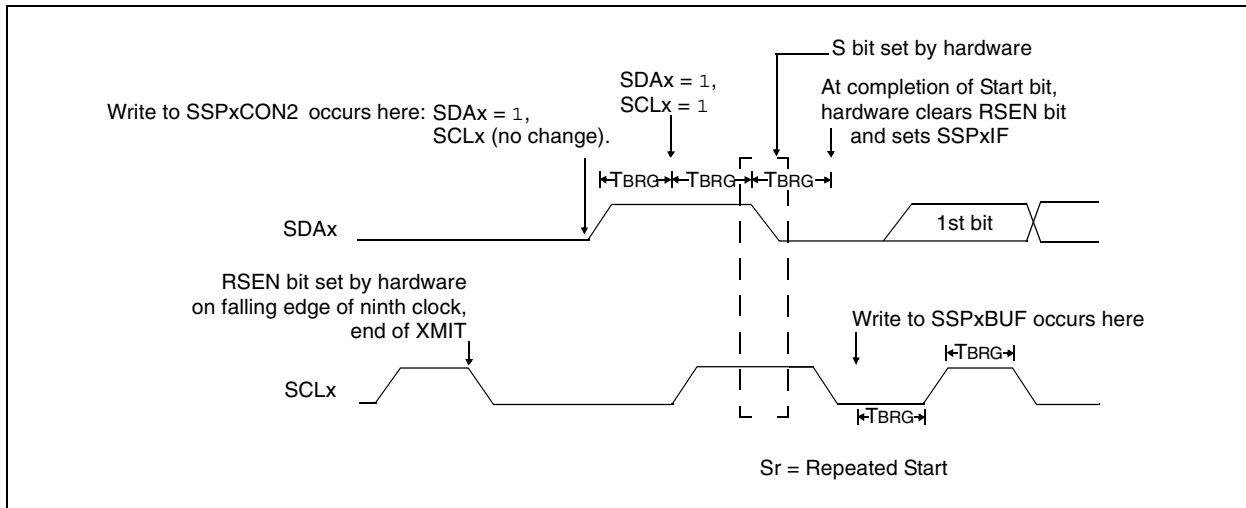 S bit set by hardware
SDAx = 1,
SCLx = 1
At completion of Start bit,
hardware clears RSEN bit
and sets SSPxIF
Write to SSPxCON2 occurs here: SDAx = 1,
SCLx (no change).
TBRG TBRG TBRG
SDAx
1st bit
RSEN bit set by hardware
on falling edge of ninth clock,
end of XMIT
Write to SSPxBUF occurs here
TBRG
SCLx
TBRG
Sr = Repeated Start